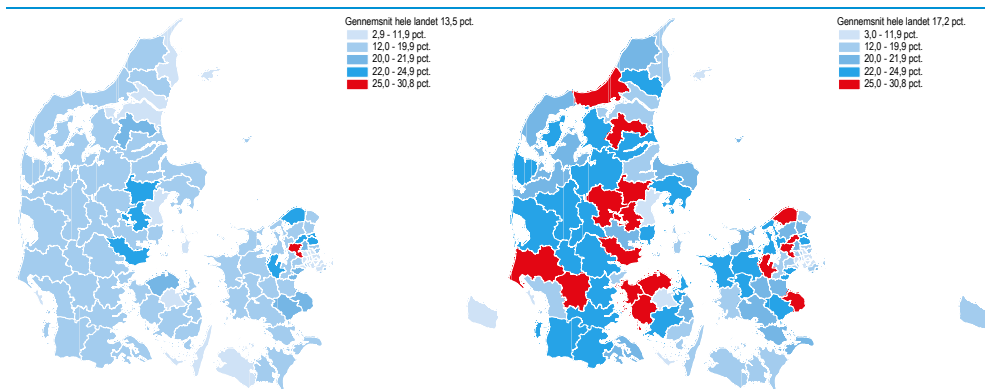 Gennemsnit hele landet 13,5 pct.
2,9 - 11,9 pct.
12,0 - 19,9 pct.
20,0 - 21,9 pct.
22,0 - 24,9 pct.
25,0 - 30,8 pct.
Gennemsnit hele landet 17,2 pct.
3,0 - 11,9 pct.
12,0 - 19,9 pct.
20,0 - 21,9 pct.
22,0 - 24,9 pct.
25,0 - 30,8 pct.